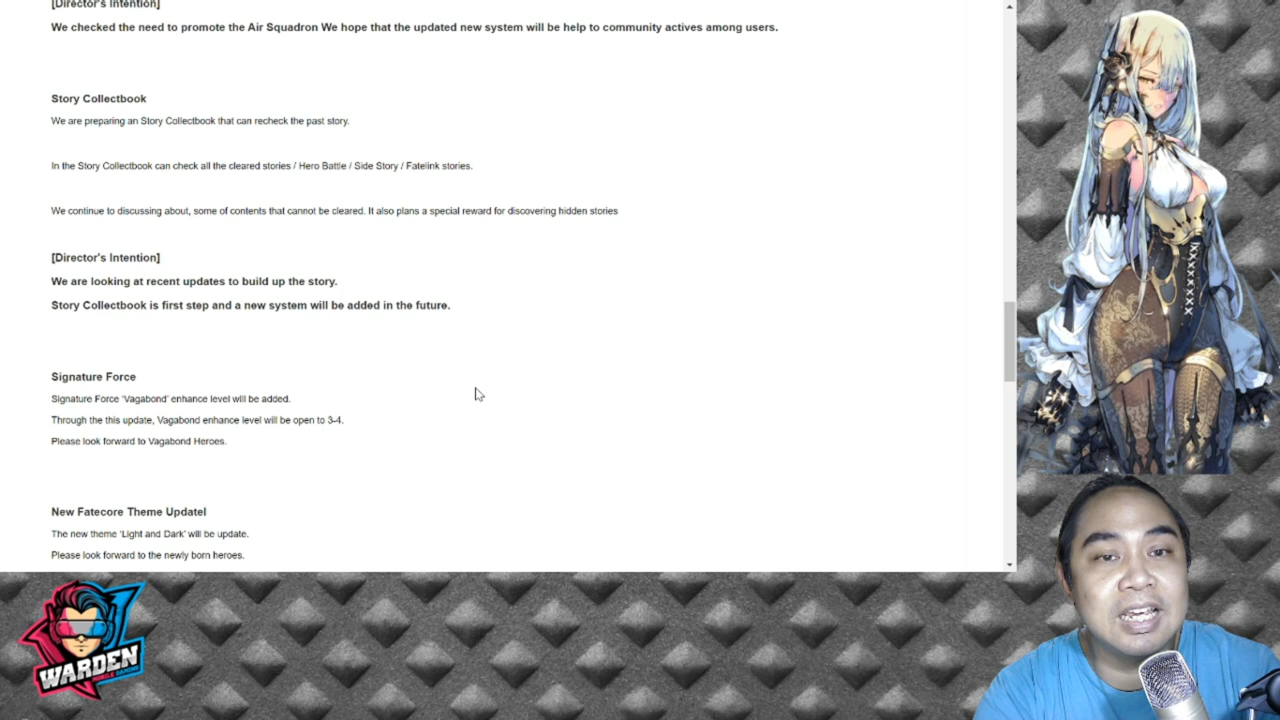 [Director's Intention]
We checked the need to promote the Air Squadron We hope that the updated new system will be help to community actives among users.
Story Collectbook
We are preparing an Story Collectbook that can recheck the past story.
In the Story Collectbook can check all the cleared stories / Hero Battle / Side Story / Fatelink stories.
We continue to discussing about, some of contents that cannot be cleared. It also plans a special reward for discovering hidden stories
[Director's Intention]
We are looking at recent updates to build up the story.
Story Collectbook is first step and a new system will be added in the future.
Signature Force
Signature Force 'Vagabond' enhance level will be added.
Through the this update, Vagabond enhance level will be open to 3-4.
Please look forward to Vagabond Heroes.
New Fatecore Theme Update!
The new theme 'Light and Dark' will be update.
Please look forward to the newly born heroes.
WARDEN
MOBILE GAMING